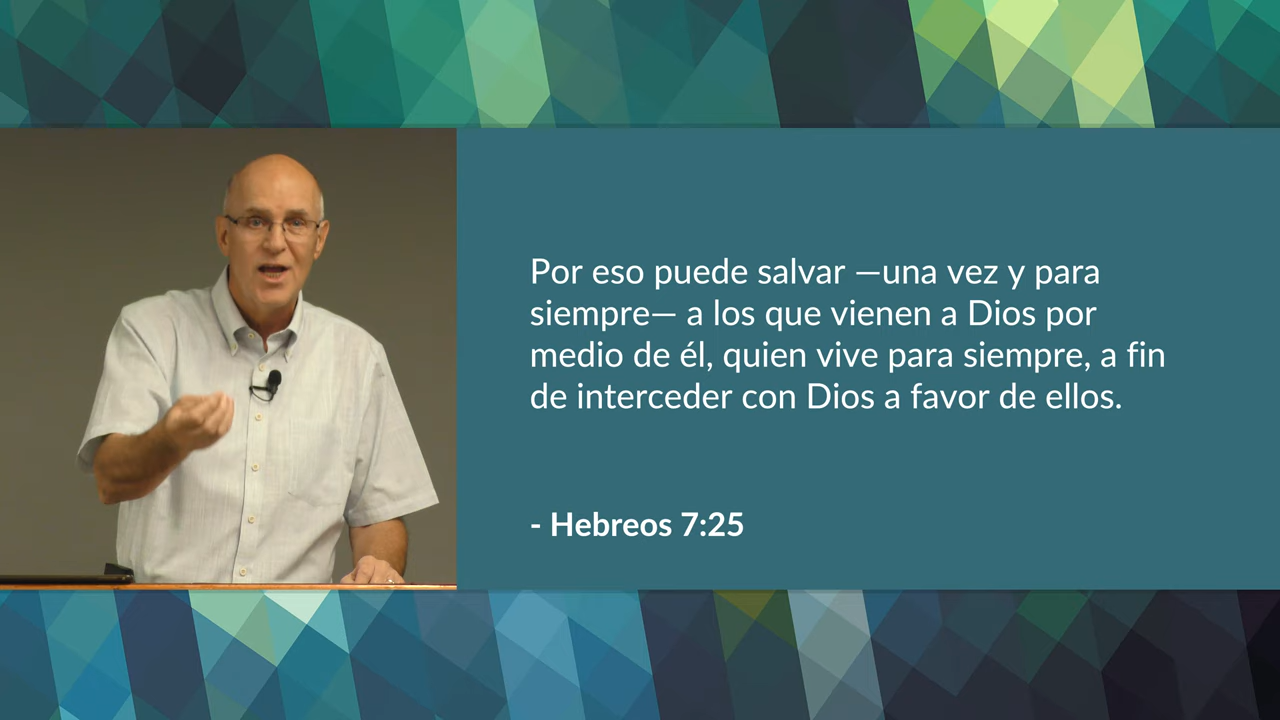 Por eso puede salvar —una vez y para
siempre— a los que vienen a Dios por
medio de él, quien vive para siempre, a fin
de interceder con Dios a favor de ellos.
- Hebreos 7:25